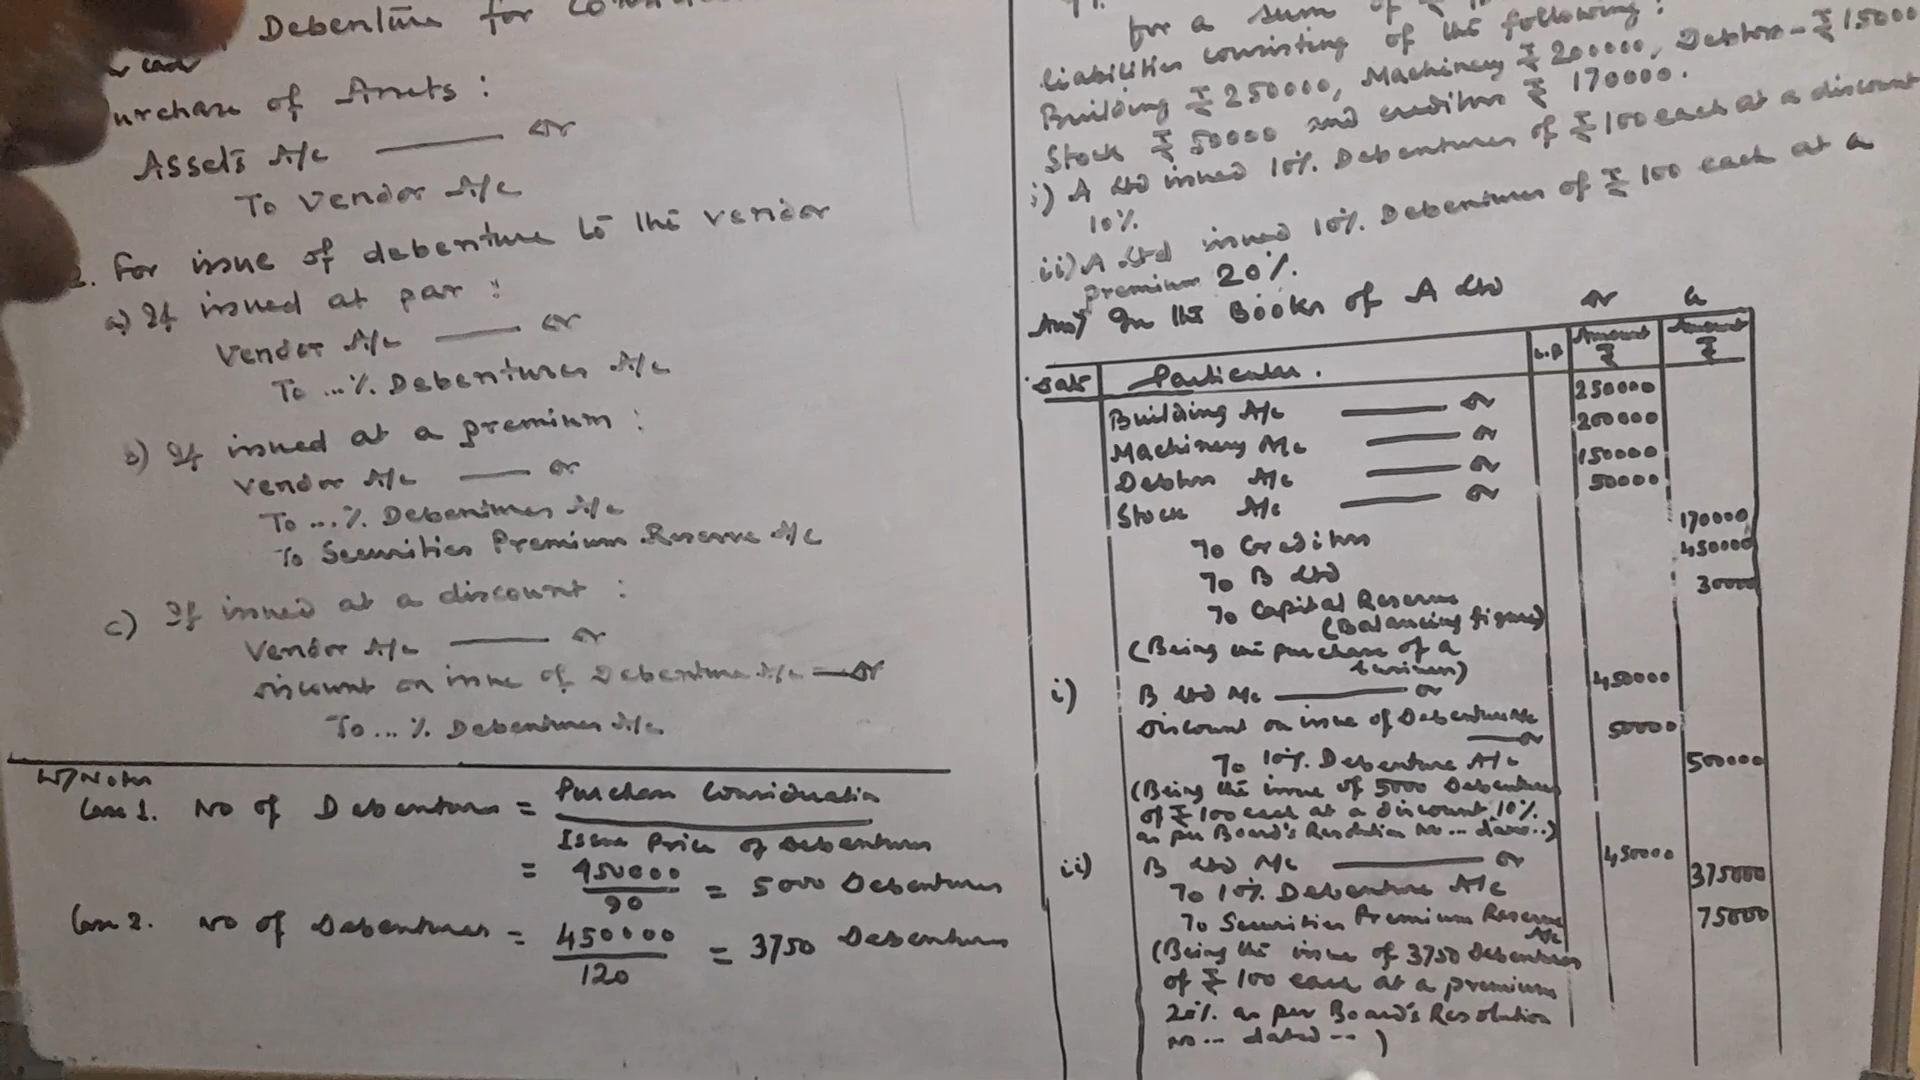 Debenture for
urchase of Assets :
Assets A/c ——— Dr
To Vendor A/c
2. For issue of debenture to the vendor
a) If issued at par :
Vendor A/c ——— Dr
To ...% Debentures A/c
b) If issued at a premium :
Vendor A/c ——— Dr
To ...% Debentures A/c
To Securities Premium Reserve A/c
c) If issued at a discount :
Vendor A/c ——— Dr
Discount on issue of Debenture A/c — Dr
To ...% Debentures A/c
W/Notes
Case 1. No of Debentures = Purchase Consideration
Issue Price of Debentures
= 450000 / 90 = 5000 Debentures
Case 2. No of Debentures = 450000 / 120 = 3750 Debentures
for a sum of ₹
liabilities consisting of the following :
Building ₹ 250000, Machinery ₹ 200000, Debtors - ₹ 15000
Stock ₹ 50000 and creditors ₹ 170000.
i) A Ltd issued 10% Debentures of ₹ 100 each at a discount
10%.
ii) A Ltd issued 10% Debentures of ₹ 100 each at a
premium 20%.
Ans) In the Books of A Ltd
Dr Cr
Date Particulars. L.F Amount ₹ Amount ₹
Building A/c ——— Dr 250000
Machinery A/c ——— Dr 200000
Debtors A/c ——— Dr 150000
Stock A/c ——— Dr 50000
To Creditors 170000
To B Ltd 450000
To Capital Reserve 30000
(Balancing figure)
(Being the purchase of a
business)
i) B Ltd A/c ——— Dr 450000
Discount on issue of Debenture A/c
— Dr 50000
To 10% Debenture A/c 500000
(Being the issue of 5000 Debentures
of ₹ 100 each at a discount 10%
as per Board's Resolution No ... date..)
ii) B Ltd A/c ——— Dr 450000
To 10% Debenture A/c 375000
To Securities Premium Reserve A/c 75000
(Being the issue of 3750 debentures
of ₹ 100 each at a premium
20% as per Board's Resolution
No ... dated -- )